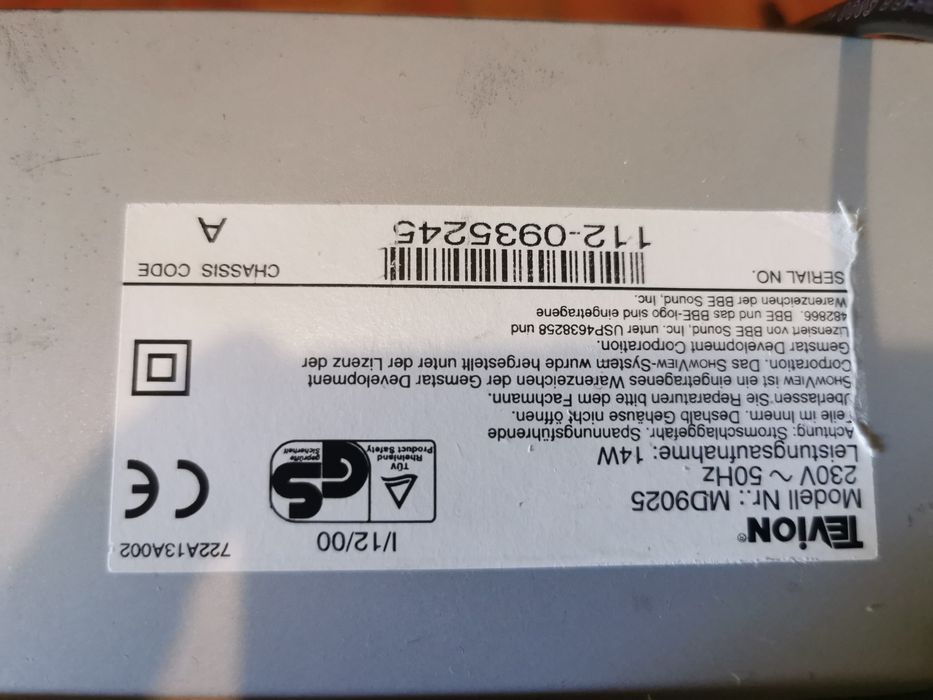 TEVION®
Modell Nr.: MD9025
230V ~ 50Hz
Leistungsaufnahme: 14W
Achtung: Stromschlaggefahr. Spannungsführende
Teile im Innern. Deshalb Gehäuse nicht öffnen.
Überlassen Sie Reparaturen bitte dem Fachmann.
SHOWVIEW ist ein eingetragenes Warenzeichen der Gemstar Development
Corporation. Das SHOWVIEW-System wurde hergestellt unter der Lizenz der
Gemstar Development Corporation.
Lizensiert von BBE Sound, Inc. unter USP4638258 und
482866. BBE und das BBE-logo sind eingetragene
Warenzeichen der BBE Sound, Inc.
I/12/00
TÜV
Rheinland
Product Safety
GS
geprüfte
Sicherheit
722A13A002
CE
SERIAL NO.
112-0935245
CHASSIS CODE
A